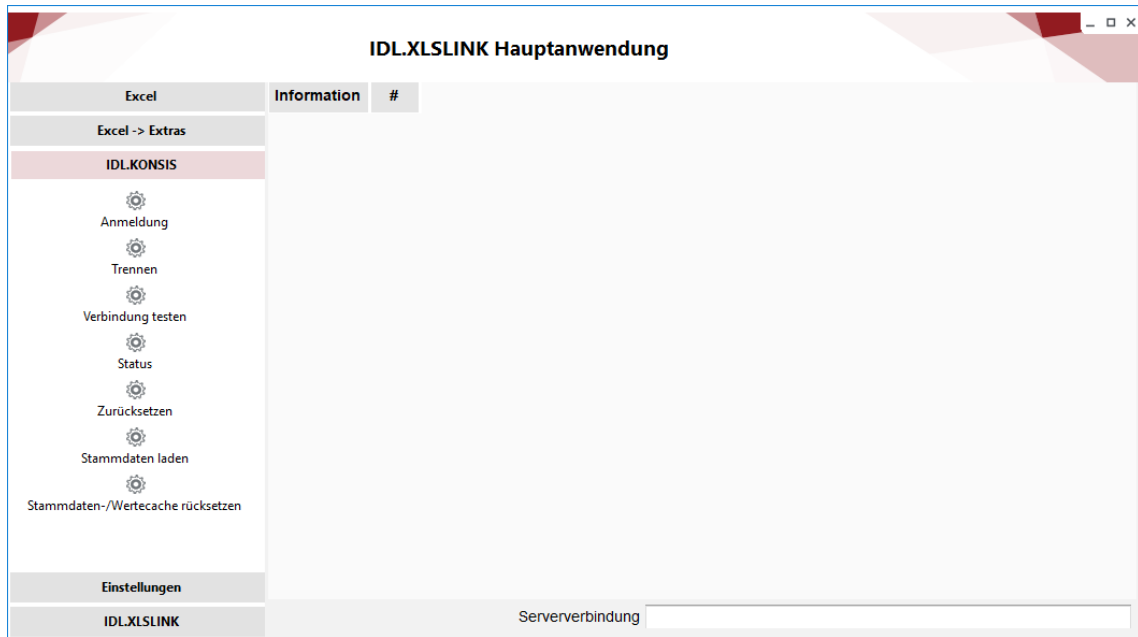 IDL.XLSLINK Hauptanwendung
Excel
Information #
Excel -> Extras
IDL.KONSIS
Anmeldung
Trennen
Verbindung testen
Status
Zurücksetzen
Stammdaten laden
Stammdaten-/Wertecache rücksetzen
Einstellungen
IDL.XLSLINK
Serververbindung